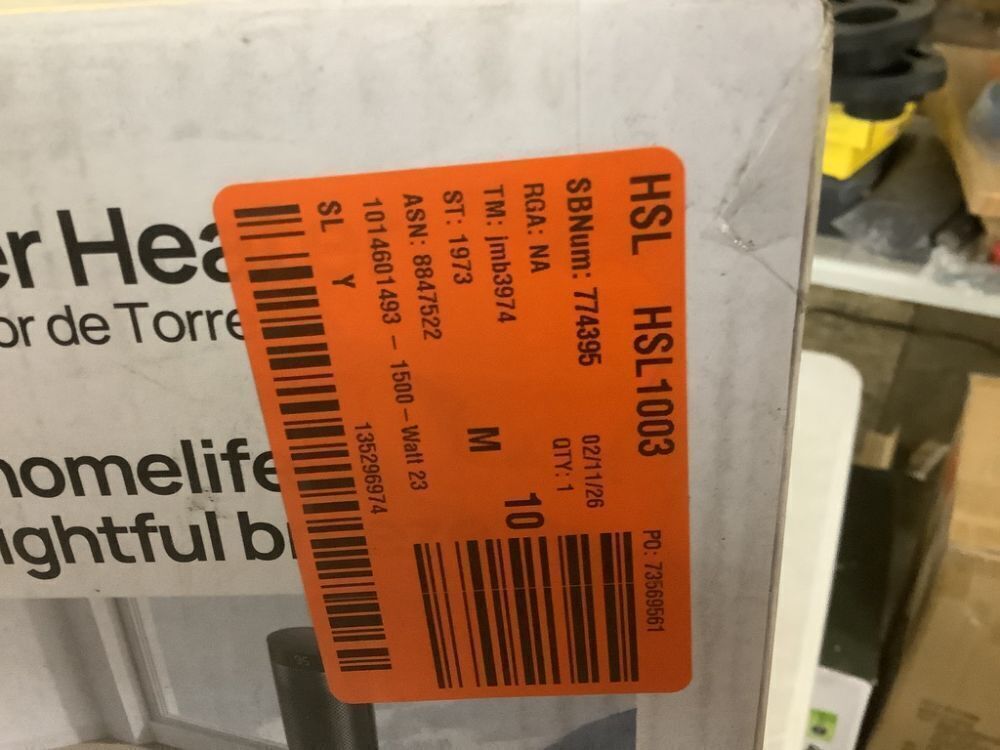 er Hea
or de Torre
homelife
ightful b
HSL HSL1003
PO: 73569561
SBNum: 774395
02/11/26
RGA: NA
QTY: 1
TM: jmb3974
10
ST: 1973
M
ASN: 8847522
1014601493 - 1500 - Watt 23
SL Y
135296974
95